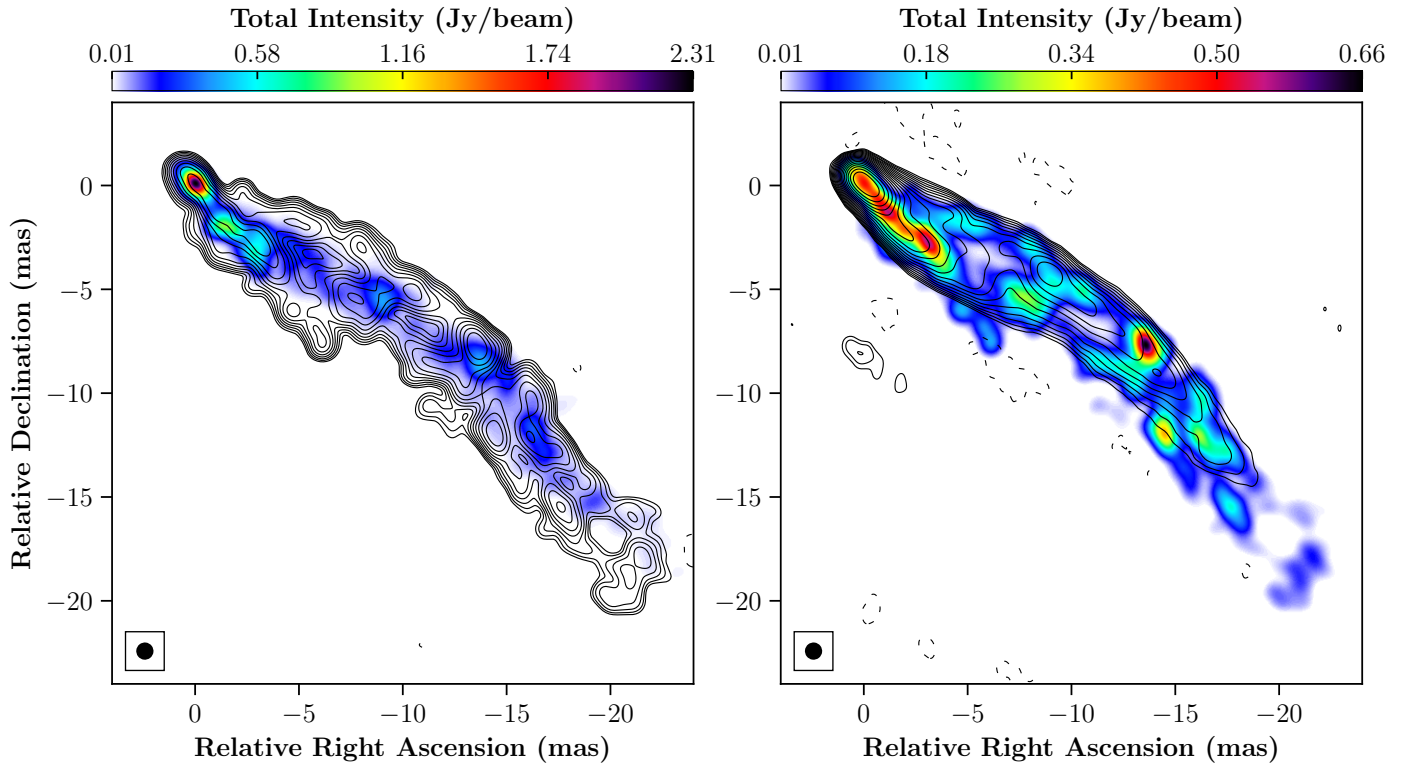 Total Intensity (Jy/beam) Total Intensity (Jy/beam)
0.01 0.58 1.16 1.74 2.31 0.01 0.18 0.34 0.50 0.66
0 0
−5 −5
−10 −10
−15 −15
−20 −20
Relative Declination (mas)
0 −5 −10 −15 −20 0 −5 −10 −15 −20
Relative Right Ascension (mas) Relative Right Ascension (mas)